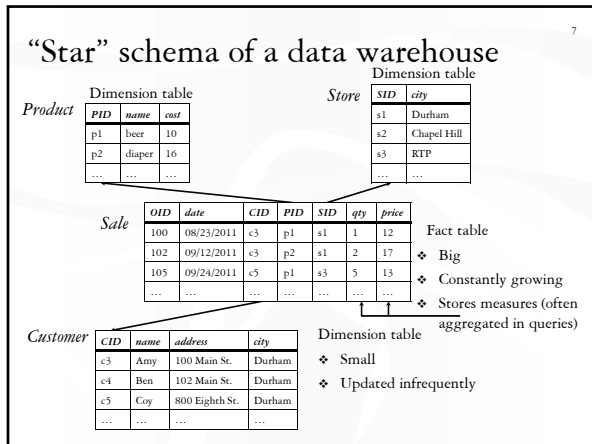 7
“Star” schema of a data warehouse
Dimension table
Product
PID name cost
p1 beer 10
p2 diaper 16
… … …
Dimension table
Store
SID city
s1 Durham
s2 Chapel Hill
s3 RTP
… …
Sale
OID date CID PID SID qty price
100 08/23/2011 c3 p1 s1 1 12
102 09/12/2011 c3 p2 s1 2 17
105 09/24/2011 c5 p1 s3 5 13
… … … … … … …
Fact table
❖ Big
❖ Constantly growing
❖ Stores measures (often
aggregated in queries)
Customer
CID name address city
c3 Amy 100 Main St. Durham
c4 Ben 102 Main St. Durham
c5 Coy 800 Eighth St. Durham
… … … …
Dimension table
❖ Small
❖ Updated infrequently